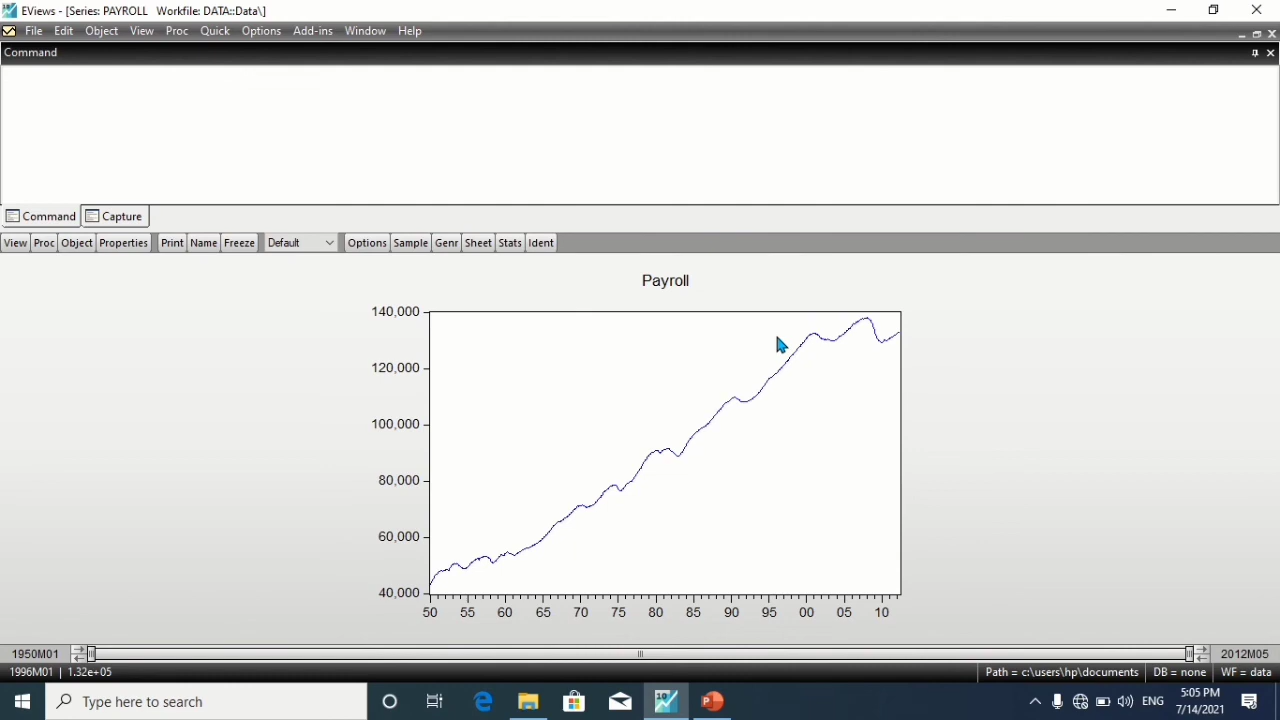 EViews - [Series: PAYROLL   Workfile: DATA::Data\]
File Edit Object View Proc Quick Options Add-ins Window Help
Command
Command Capture
View Proc Object Properties Print Name Freeze Default Options Sample Genr Sheet Stats Ident
Payroll
140,000
120,000
100,000
80,000
60,000
40,000
50 55 60 65 70 75 80 85 90 95 00 05 10
1950M01 2012M05
1996M01 | 1.32e+05 Path = c:\users\hp\documents DB = none WF = data
Type here to search
10
P
ENG
5:05 PM
7/14/2021